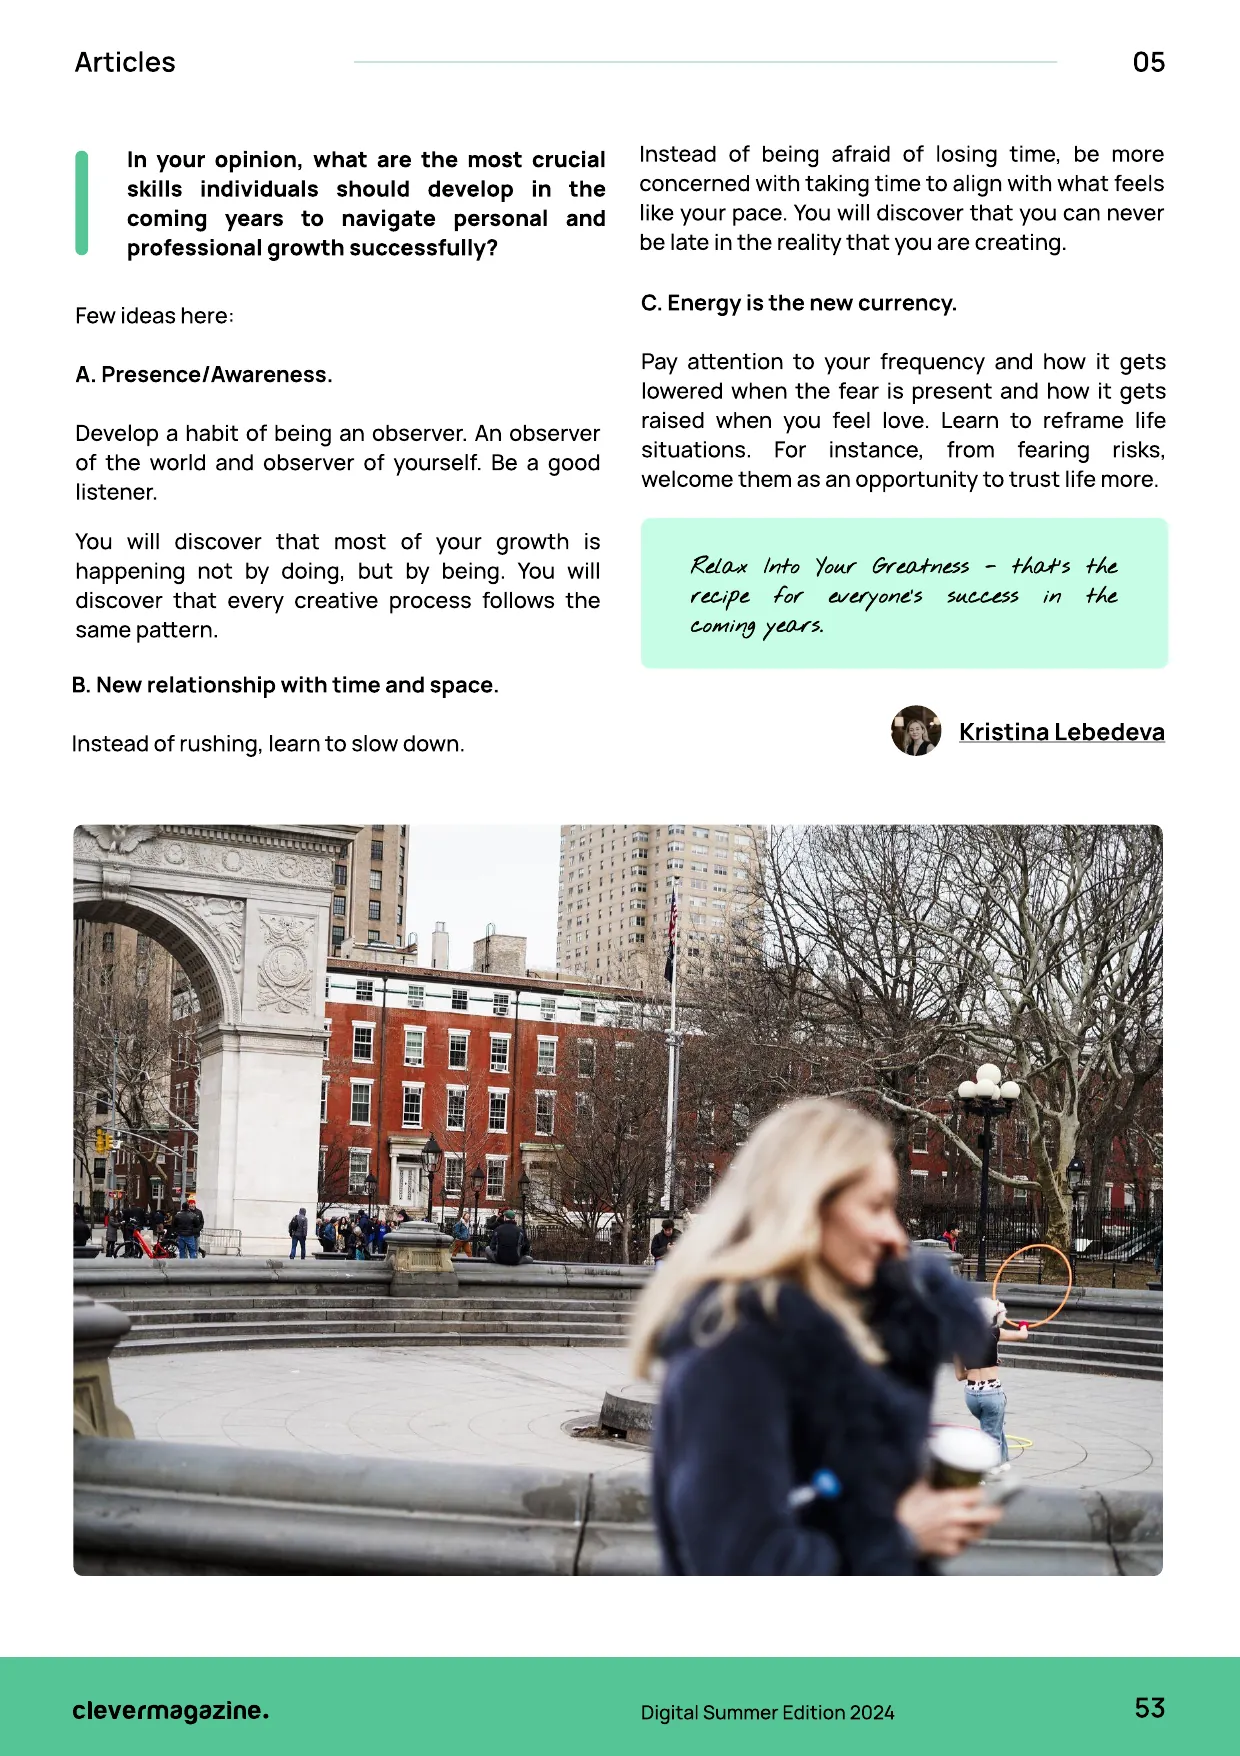 Articles
05
In your opinion, what are the most crucial
skills individuals should develop in the
coming years to navigate personal and
professional growth successfully?
Few ideas here:
A. Presence/Awareness.
Develop a habit of being an observer. An observer
of the world and observer of yourself. Be a good
listener.
You will discover that most of your growth is
happening not by doing, but by being. You will
discover that every creative process follows the
same pattern.
B. New relationship with time and space.
Instead of rushing, learn to slow down.
Instead of being afraid of losing time, be more
concerned with taking time to align with what feels
like your pace. You will discover that you can never
be late in the reality that you are creating.
C. Energy is the new currency.
Pay attention to your frequency and how it gets
lowered when the fear is present and how it gets
raised when you feel love. Learn to reframe life
situations. For instance, from fearing risks,
welcome them as an opportunity to trust life more.
Relax Into Your Greatness - that's the
recipe for everyone's success in the
coming years.
Kristina Lebedeva
clevermagazine.
Digital Summer Edition 2024
53